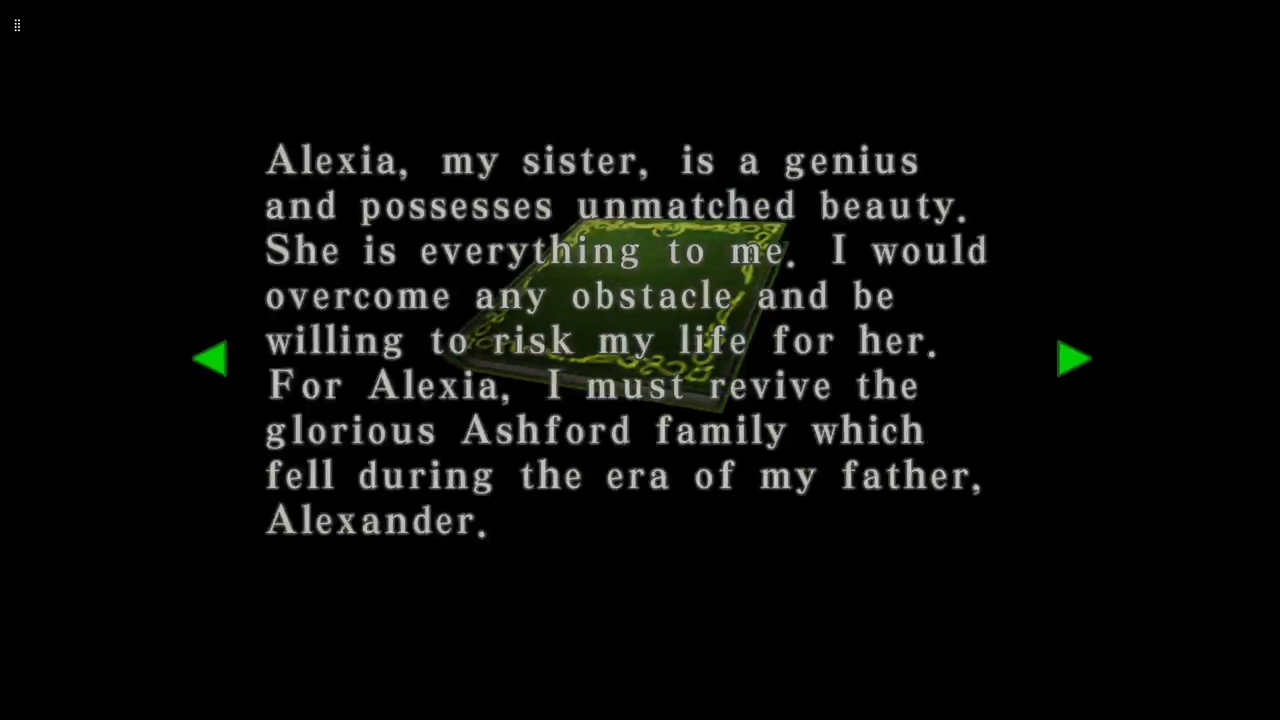 Alexia, my sister, is a genius
and possesses unmatched beauty.
She is everything to me. I would
overcome any obstacle and be
willing to risk my life for her.
For Alexia, I must revive the
glorious Ashford family which
fell during the era of my father,
Alexander.